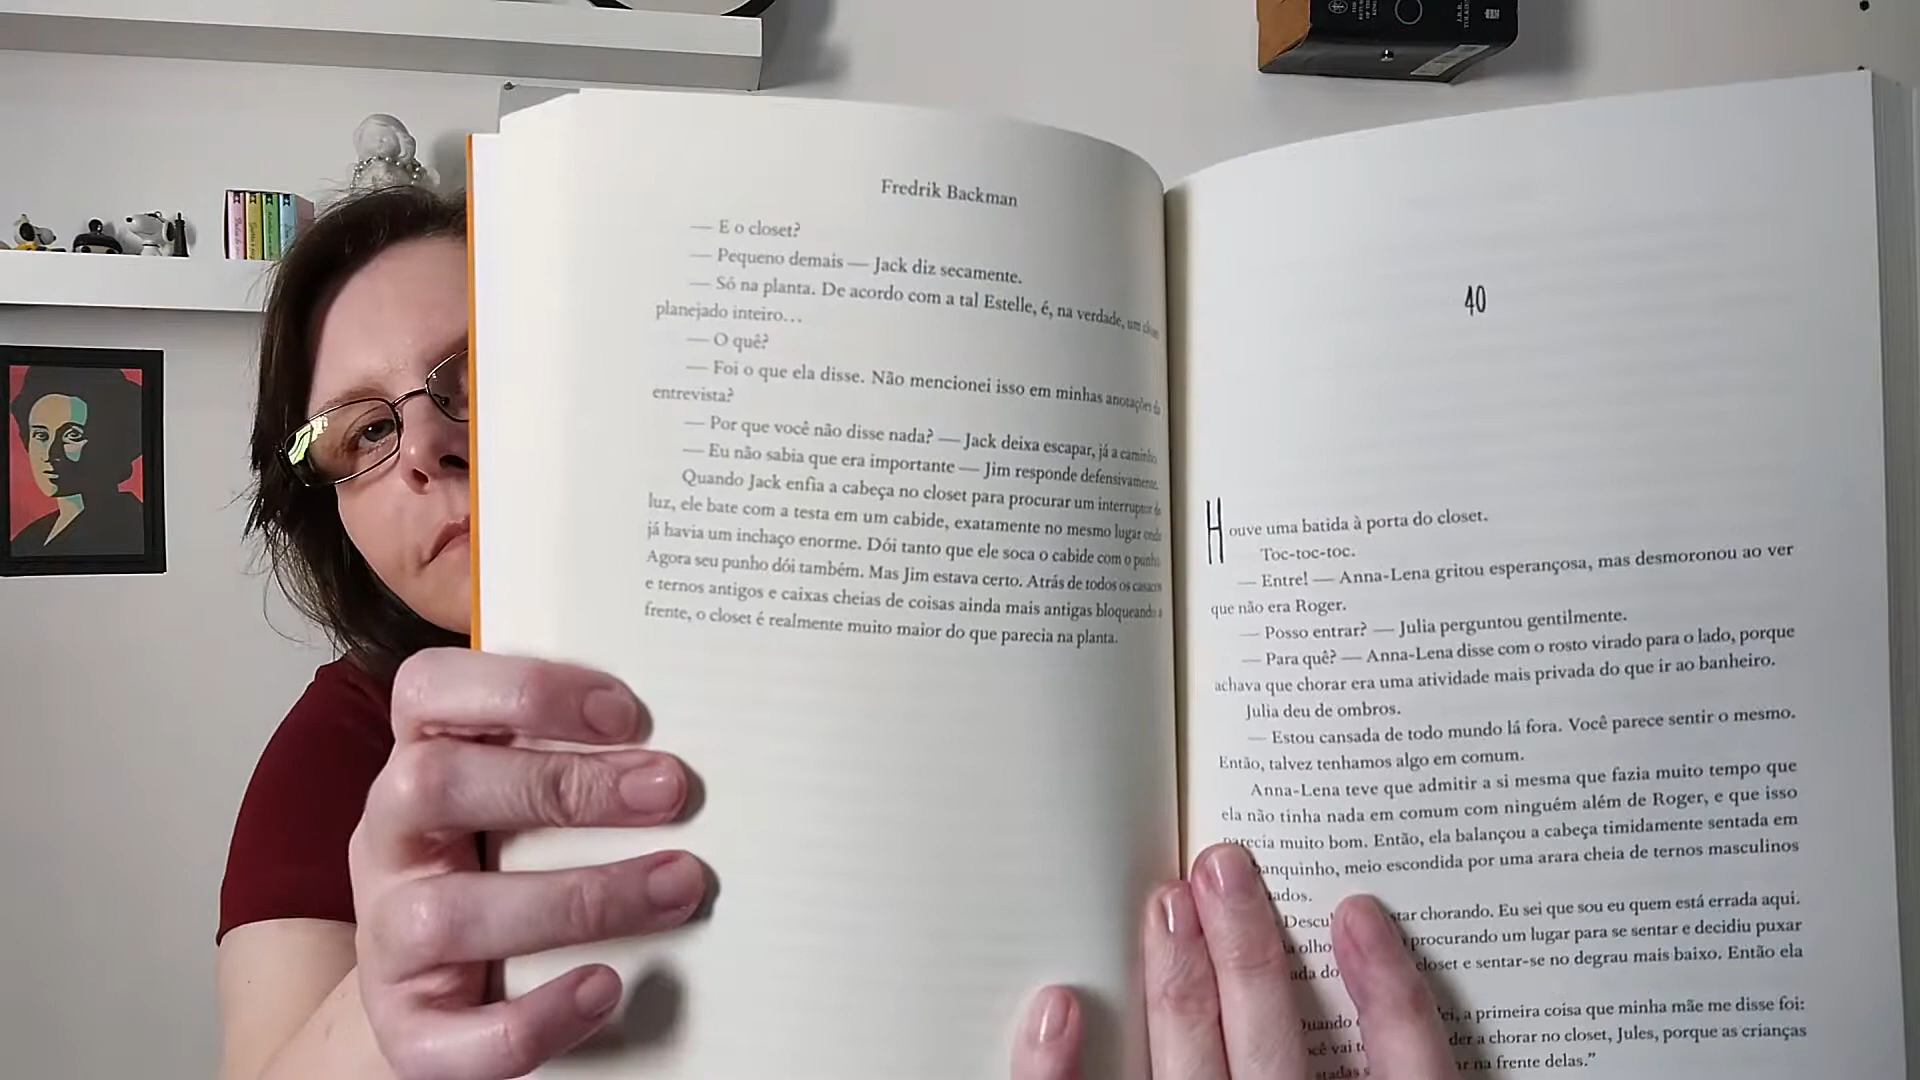 Fredrik Backman
— E o closet?
— Pequeno demais — Jack diz secamente.
— Só na planta. De acordo com a tal Estelle, é, na verdade, um
planejado inteiro…
— O quê?
— Foi o que ela disse. Não mencionei isso em minhas anotações da
entrevista?
— Por que você não disse nada? — Jack deixa escapar, já a caminho
— Eu não sabia que era importante — Jim responde defensivamente.
Quando Jack enfia a cabeça no closet para procurar um interruptor de
luz, ele bate com a testa em um cabide, exatamente no mesmo lugar onde
já havia um inchaço enorme. Dói tanto que ele soca o cabide com o punho
Agora seu punho dói também. Mas Jim estava certo. Atrás de todos os casacos
e ternos antigos e caixas cheias de coisas ainda mais antigas bloqueando a
frente, o closet é realmente muito maior do que parecia na planta.
40
Houve uma batida à porta do closet.
Toc-toc-toc.
— Entre! — Anna-Lena gritou esperançosa, mas desmoronou ao ver
que não era Roger.
— Posso entrar? — Julia perguntou gentilmente.
— Para quê? — Anna-Lena disse com o rosto virado para o lado, porque
achava que chorar era uma atividade mais privada do que ir ao banheiro.
Julia deu de ombros.
— Estou cansada de todo mundo lá fora. Você parece sentir o mesmo.
Então, talvez tenhamos algo em comum.
Anna-Lena teve que admitir a si mesma que fazia muito tempo que
ela não tinha nada em comum com ninguém além de Roger, e que isso
parecia muito bom. Então, ela balançou a cabeça timidamente sentada em
banquinho, meio escondida por uma arara cheia de ternos masculinos
chorando. Eu sei que sou eu quem está errada aqui.
procurando um lugar para se sentar e decidiu puxar
closet e sentar-se no degrau mais baixo. Então ela
Quando a primeira coisa que minha mãe me disse foi:
a chorar no closet, Jules, porque as crianças
na frente delas.”